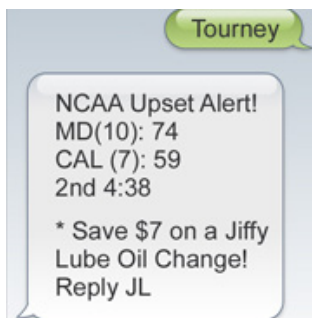 Tourney
NCAA Upset Alert!
MD(10): 74
CAL (7): 59
2nd 4:38
* Save $7 on a Jiffy
Lube Oil Change!
Reply JL